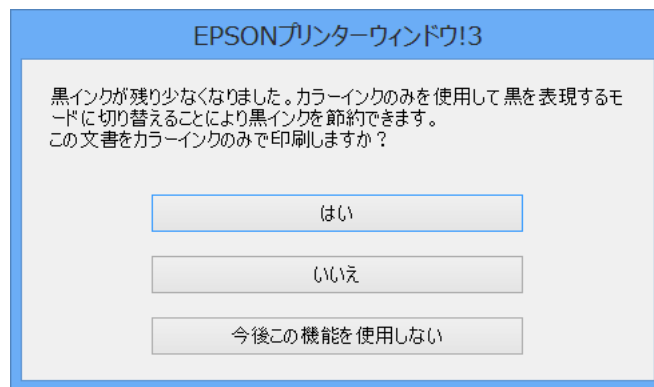 EPSONプリンターウィンドウ!3
黒インクが残り少なくなりました。カラーインクのみを使用して黒を表現するモ
ードに切り替えることにより黒インクを節約できます。
この文書をカラーインクのみで印刷しますか？
はい
いいえ
今後この機能を使用しない